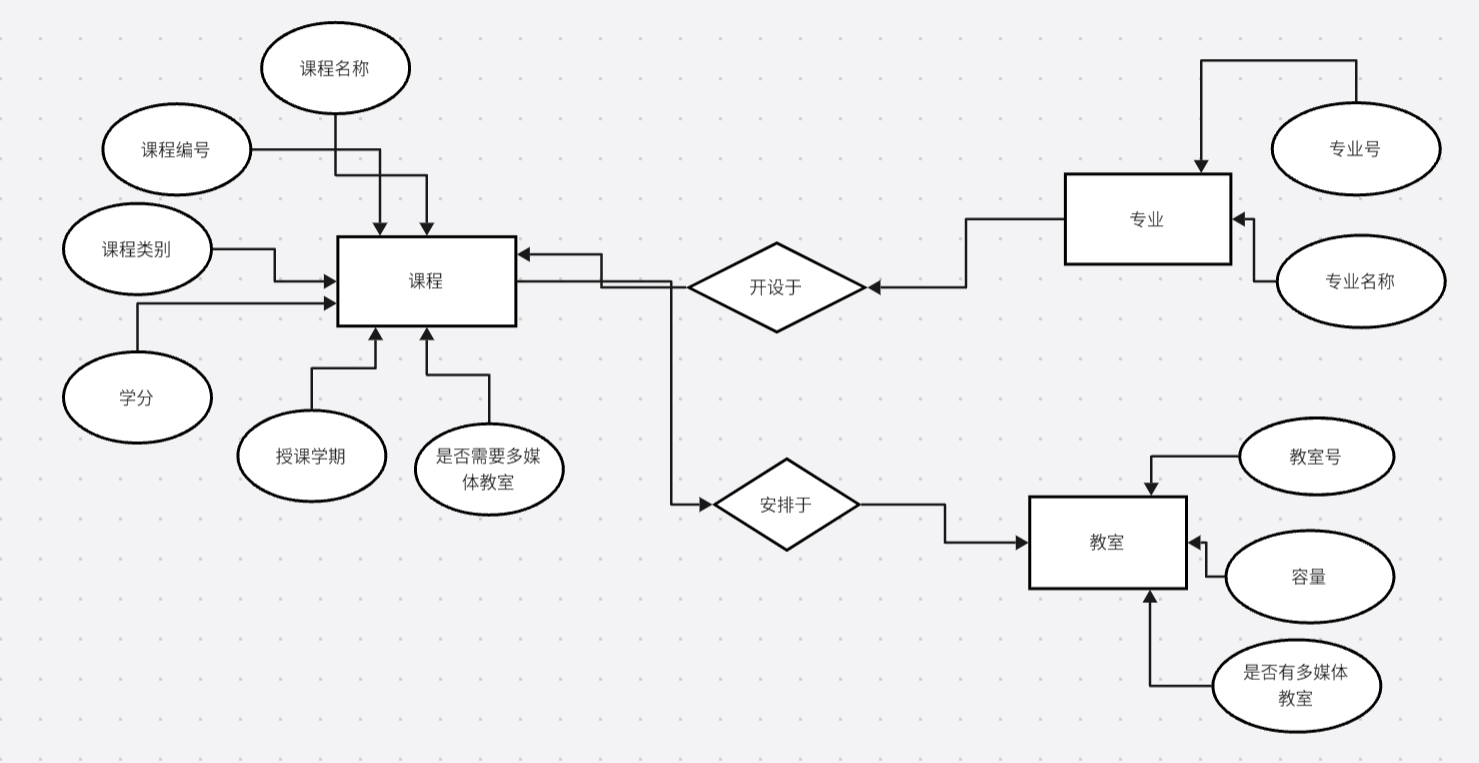 课程名称
课程编号
专业号
专业
课程类别
课程
开设于
专业名称
学分
授课学期
是否需要多媒
体教室
安排于
教室号
教室
容量
是否有多媒体
教室